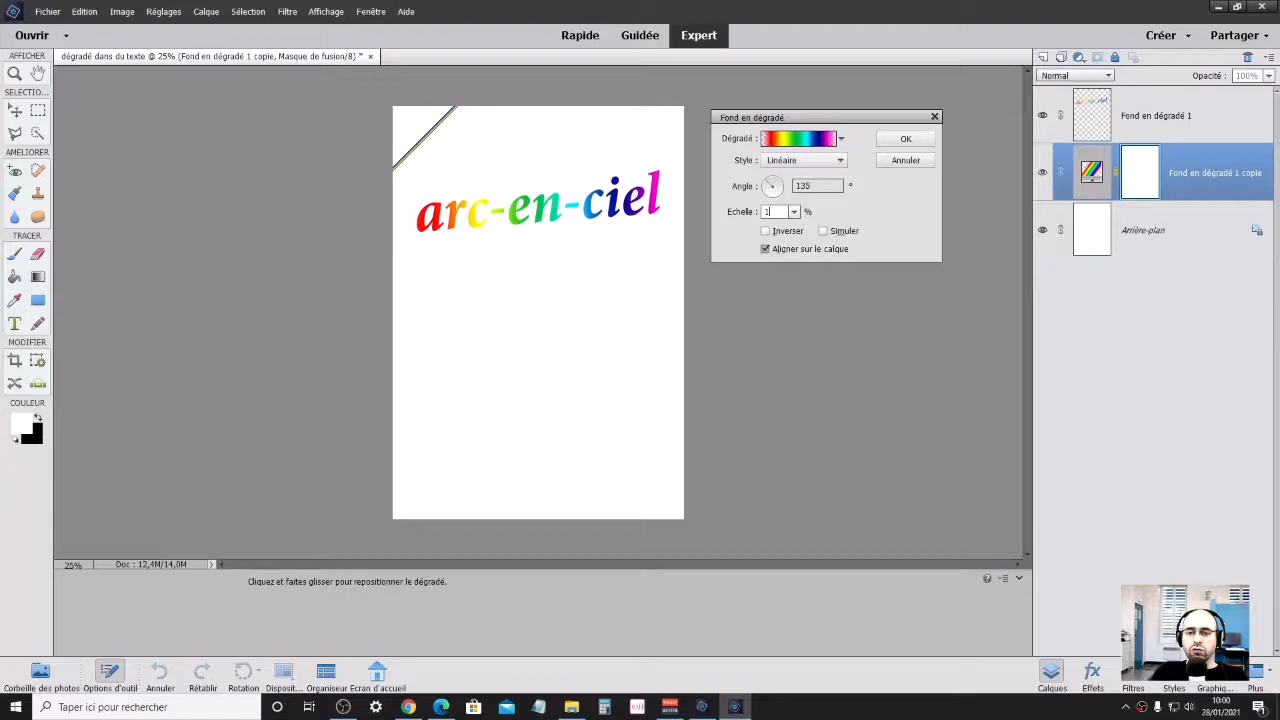 Fichier Edition Image Réglages Calque Sélection Filtre Affichage Fenêtre Aide
Ouvrir Rapide Guidée Expert Créer Partager
AFFICHER
dégradé dans du texte @ 25% (Fond en dégradé 1 copie, Masque de fusion/8) * ×
Normal Opacité : 100%
SELECTIO...
Fond en dégradé 1
Fond en dégradé
Dégradé : OK
AMELIORER
Style : Linéaire Annuler
Fond en dégradé 1 copie
Angle : 135 °
arc-en-ciel
Echelle : 1 %
Inverser Simuler
TRACER
Arrière-plan
Aligner sur le calque
T
MODIFIER
COULEUR
25% Doc : 12,4M/14,0M
Cliquez et faites glisser pour repositionner le dégradé.
fx
Corbeille des photos Options d'outil Annuler Rétablir Rotation Disposit... Organiseur Ecran d'accueil Calques Effets Filtres Styles Graphiq... Plus
Taper ici pour rechercher
10:00
28/01/2021